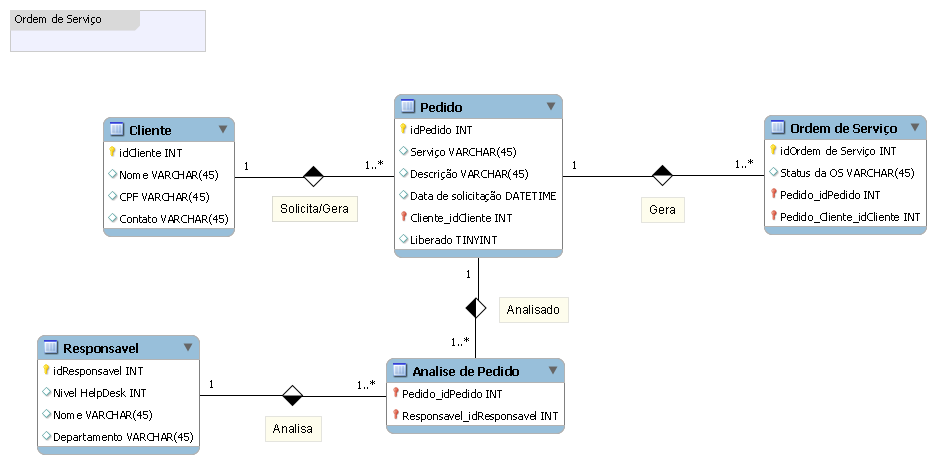 Ordem de Serviço
Cliente
idCliente INT
Nome VARCHAR(45)
CPF VARCHAR(45)
Contato VARCHAR(45)
1
1..*
Solicita/Gera
Pedido
idPedido INT
Serviço VARCHAR(45)
Descrição VARCHAR(45)
Data de solicitação DATETIME
Cliente_idCliente INT
Liberado TINYINT
1
1..*
Gera
Ordem de Serviço
idOrdem de Serviço INT
Status da OS VARCHAR(45)
Pedido_idPedido INT
Pedido_Cliente_idCliente INT
1
Analisado
1..*
Responsavel
idResponsavel INT
Nivel HelpDesk INT
Nome VARCHAR(45)
Departamento VARCHAR(45)
1
1..*
Analisa
Analise de Pedido
Pedido_idPedido INT
Responsavel_idResponsavel INT